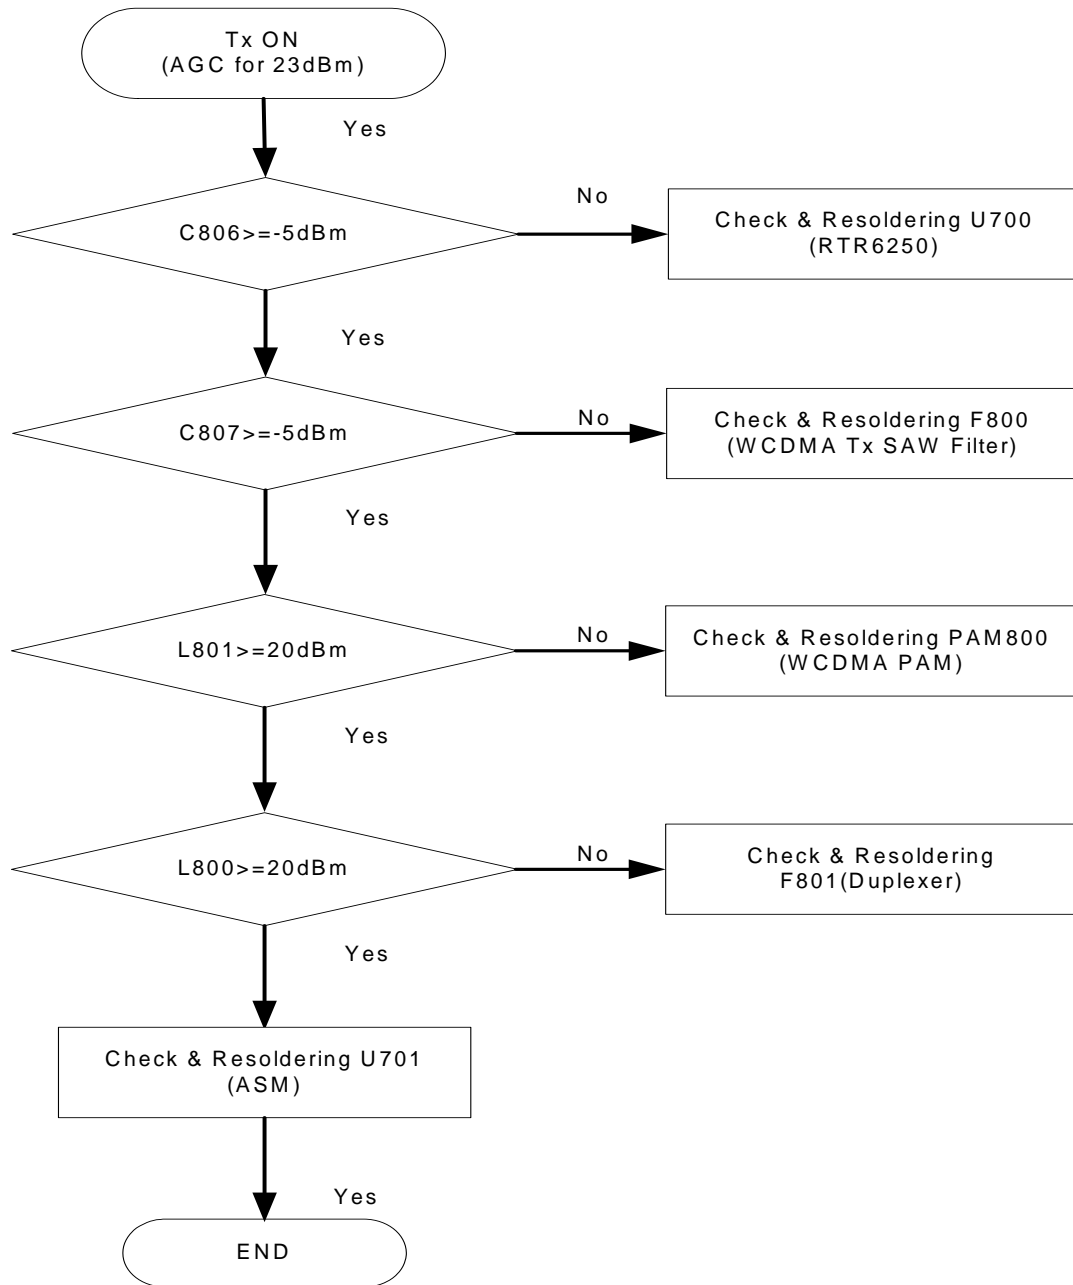 Tx ON
(AGC for 23dBm)
Yes
C806>=-5dBm
No
Check & Resoldering U700
(RTR6250)
Yes
C807>=-5dBm
No
Check & Resoldering F800
(WCDMA Tx SAW Filter)
Yes
L801>=20dBm
No
Check & Resoldering PAM800
(WCDMA PAM)
Yes
L800>=20dBm
No
Check & Resoldering
F801(Duplexer)
Yes
Check & Resoldering U701
(ASM)
Yes
END